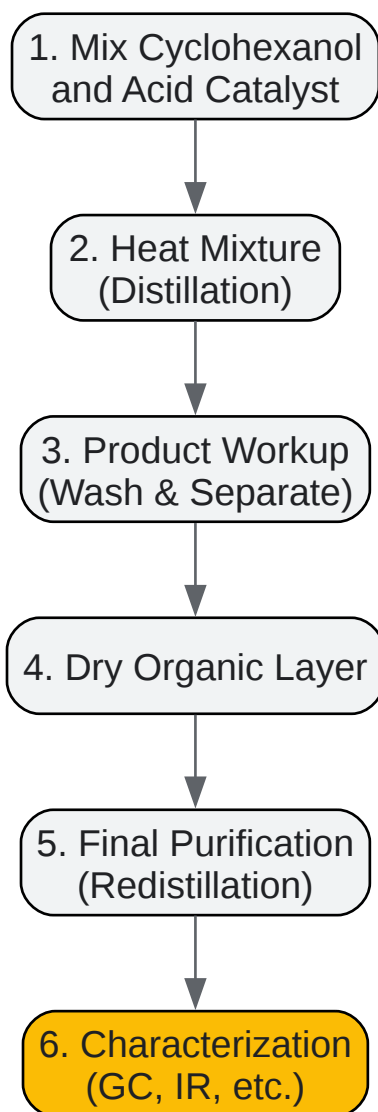 1. Mix Cyclohexanol
and Acid Catalyst
2. Heat Mixture
(Distillation)
3. Product Workup
(Wash & Separate)
4. Dry Organic Layer
5. Final Purification
(Redistillation)
6. Characterization
(GC, IR, etc.)